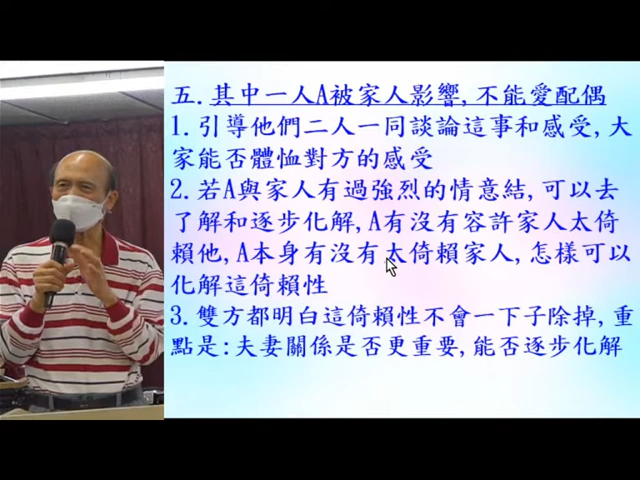 五.其中一人A被家人影響,不能愛配偶
1.引導他們二人一同談論這事和感受,大
家能否體恤對方的感受
2.若A與家人有過強烈的情意結,可以去
了解和逐步化解,A有沒有容許家人太倚
賴他,A本身有沒有太倚賴家人,怎樣可以
化解這倚賴性
3.雙方都明白這倚賴性不會一下子除掉,重
點是:夫妻關係是否更重要,能否逐步化解